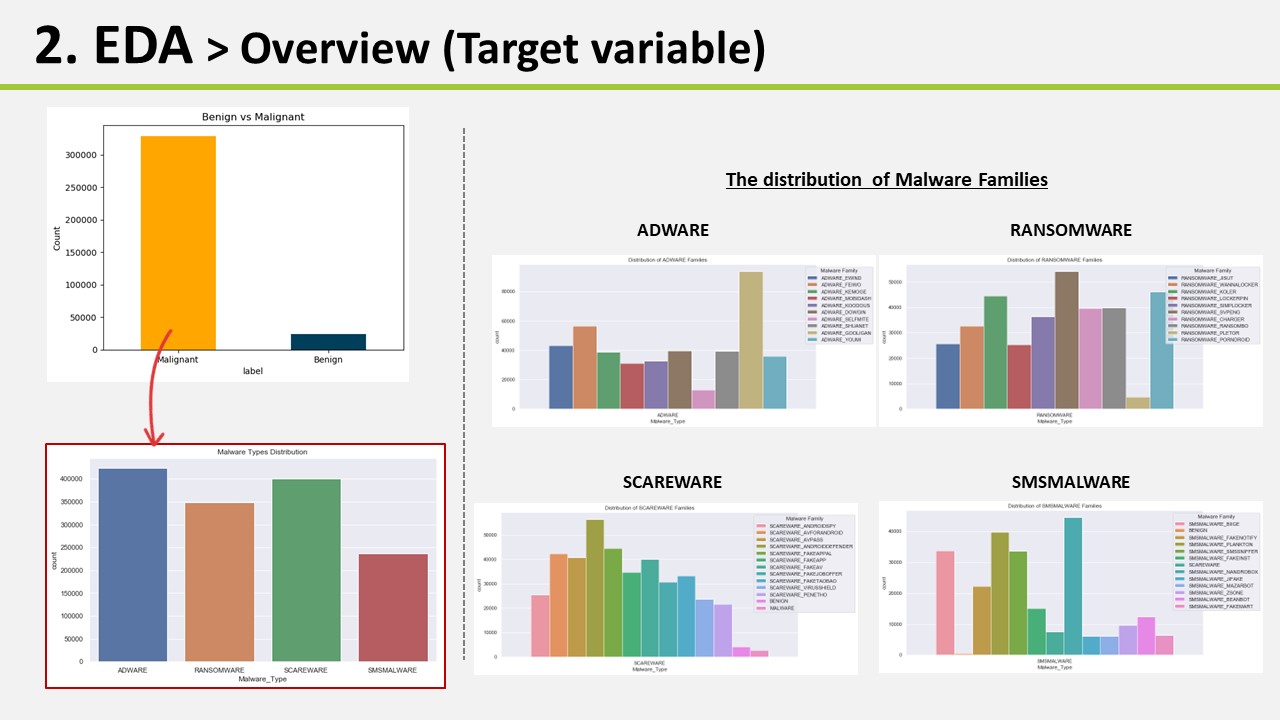 2. EDA > Overview (Target variable)
Benign vs Malignant
300000
250000
200000
150000
100000
50000
0
Count
Malignant
Benign
label
Malware Types Distribution
400000
350000
300000
250000
200000
150000
100000
50000
0
count
ADWARE
RANSOMWARE
SCAREWARE
SMSMALWARE
Malware_Type
The distribution of Malware Families
ADWARE
Distribution of ADWARE Families
80000
60000
40000
20000
0
count
ADWARE
Malware_Type
Malware Family
ADWARE_EWIND
ADWARE_FEIWO
ADWARE_KEMOGE
ADWARE_MOBIDASH
ADWARE_KOODOUS
ADWARE_DOWGIN
ADWARE_SELFMITE
ADWARE_SHUANET
ADWARE_GOOLIGAN
ADWARE_YOUMI
RANSOMWARE
Distribution of RANSOMWARE Families
50000
40000
30000
20000
10000
0
count
RANSOMWARE
Malware_Type
Malware Family
RANSOMWARE_JISUT
RANSOMWARE_WANNALOCKER
RANSOMWARE_KOLER
RANSOMWARE_LOCKERPIN
RANSOMWARE_SIMPLOCKER
RANSOMWARE_SVPENG
RANSOMWARE_CHARGER
RANSOMWARE_RANSOMBO
RANSOMWARE_PLETOR
RANSOMWARE_PORNDROID
SCAREWARE
Distribution of SCAREWARE Families
50000
40000
30000
20000
10000
0
count
SCAREWARE
Malware_Type
Malware Family
SCAREWARE_ANDROIDSPY
SCAREWARE_AVFORANDROID
SCAREWARE_AVPASS
SCAREWARE_ANDROIDDEFENDER
SCAREWARE_FAKEAPPAL
SCAREWARE_FAKEAPP
SCAREWARE_FAKEAV
SCAREWARE_FAKEJOBOFFER
SCAREWARE_FAKETAOBAO
SCAREWARE_VIRUSSHIELD
SCAREWARE_PENETHO
BENIGN
MALWARE
SMSMALWARE
Distribution of SMSMALWARE Families
40000
30000
20000
10000
0
count
SMSMALWARE
Malware_Type
Malware Family
SMSMALWARE_BIIGE
BENIGN
SMSMALWARE_FAKENOTIFY
SMSMALWARE_PLANKTON
SMSMALWARE_SMSSNIFFER
SMSMALWARE_FAKEINST
SCAREWARE
SMSMALWARE_NANDROBOX
SMSMALWARE_JIFAKE
SMSMALWARE_MAZARBOT
SMSMALWARE_ZSONE
SMSMALWARE_BEANBOT
SMSMALWARE_FAKEMART